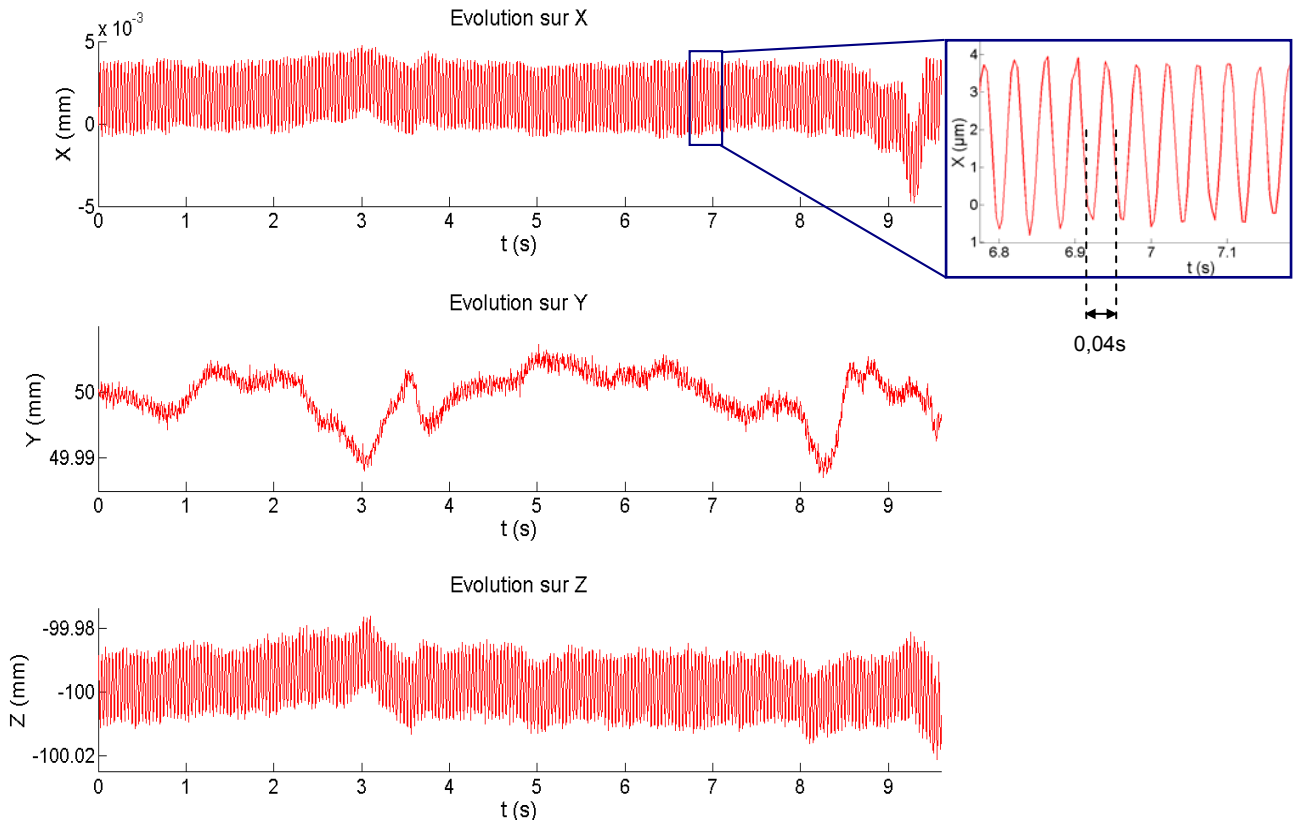 Evolution sur X
x 10⁻³
5
0
-5
X (mm)
0 1 2 3 4 5 6 7 8 9
t (s)
4
3
2
1
0
1
X (µm)
6.8 6.9 7 7.1
t (s)
0,04s
Evolution sur Y
50
49.99
Y (mm)
0 1 2 3 4 5 6 7 8 9
t (s)
Evolution sur Z
-99.98
-100
-100.02
Z (mm)
0 1 2 3 4 5 6 7 8 9
t (s)